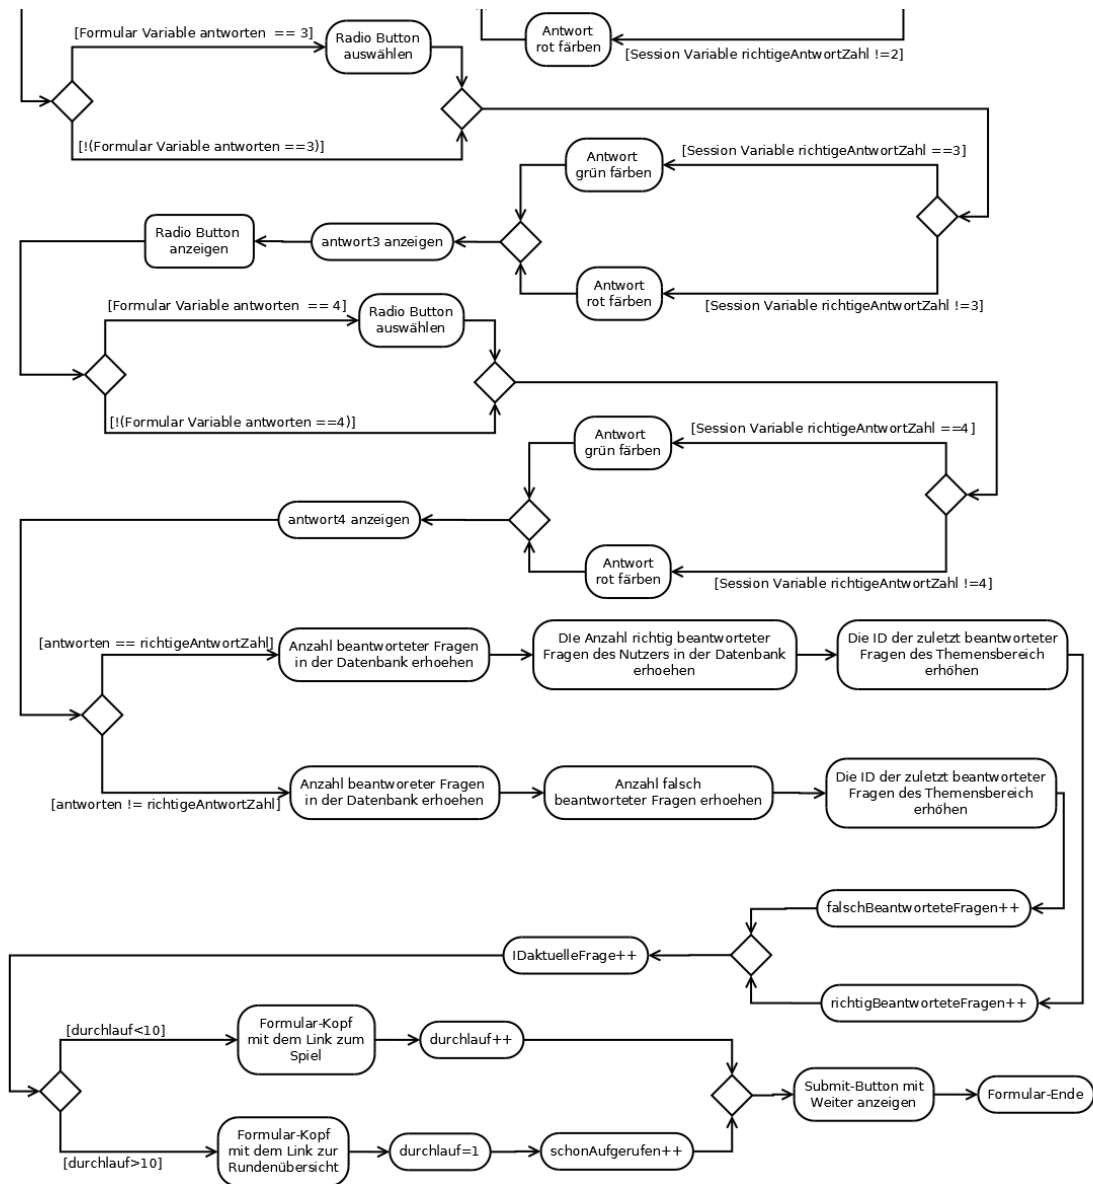 [Formular Variable antworten  == 3]
Radio Button
auswählen
Antwort
rot färben
[Session Variable richtigeAntwortZahl !=2]
[!(Formular Variable antworten ==3)]
Antwort
grün färben
[Session Variable richtigeAntwortZahl ==3]
Radio Button
anzeigen
antwort3 anzeigen
Antwort
rot färben
[Session Variable richtigeAntwortZahl !=3]
[Formular Variable antworten  == 4]
Radio Button
auswählen
[!(Formular Variable antworten ==4)]
Antwort
grün färben
[Session Variable richtigeAntwortZahl ==4]
antwort4 anzeigen
Antwort
rot färben
[Session Variable richtigeAntwortZahl !=4]
[antworten == richtigeAntwortZahl]
Anzahl beantworteter Fragen
in der Datenbank erhoehen
DIe Anzahl richtig beantworteter
Fragen des Nutzers in der Datenbank
erhoehen
Die ID der zuletzt beantworteter
Fragen des Themensbereich
erhöhen
[antworten != richtigeAntwortZahl]
Anzahl beantworeter Fragen
in der Datenbank erhoehen
Anzahl falsch
beantworteter Fragen erhoehen
Die ID der zuletzt beantworteter
Fragen des Themensbereich
erhöhen
falschBeantworteteFragen++
IDaktuelleFrage++
richtigBeantworteteFragen++
[durchlauf<10]
Formular-Kopf
mit dem Link zum
Spiel
durchlauf++
Submit-Button mit
Weiter anzeigen
Formular-Ende
[durchlauf>10]
Formular-Kopf
mit dem Link zur
Rundenübersicht
durchlauf=1
schonAufgerufen++